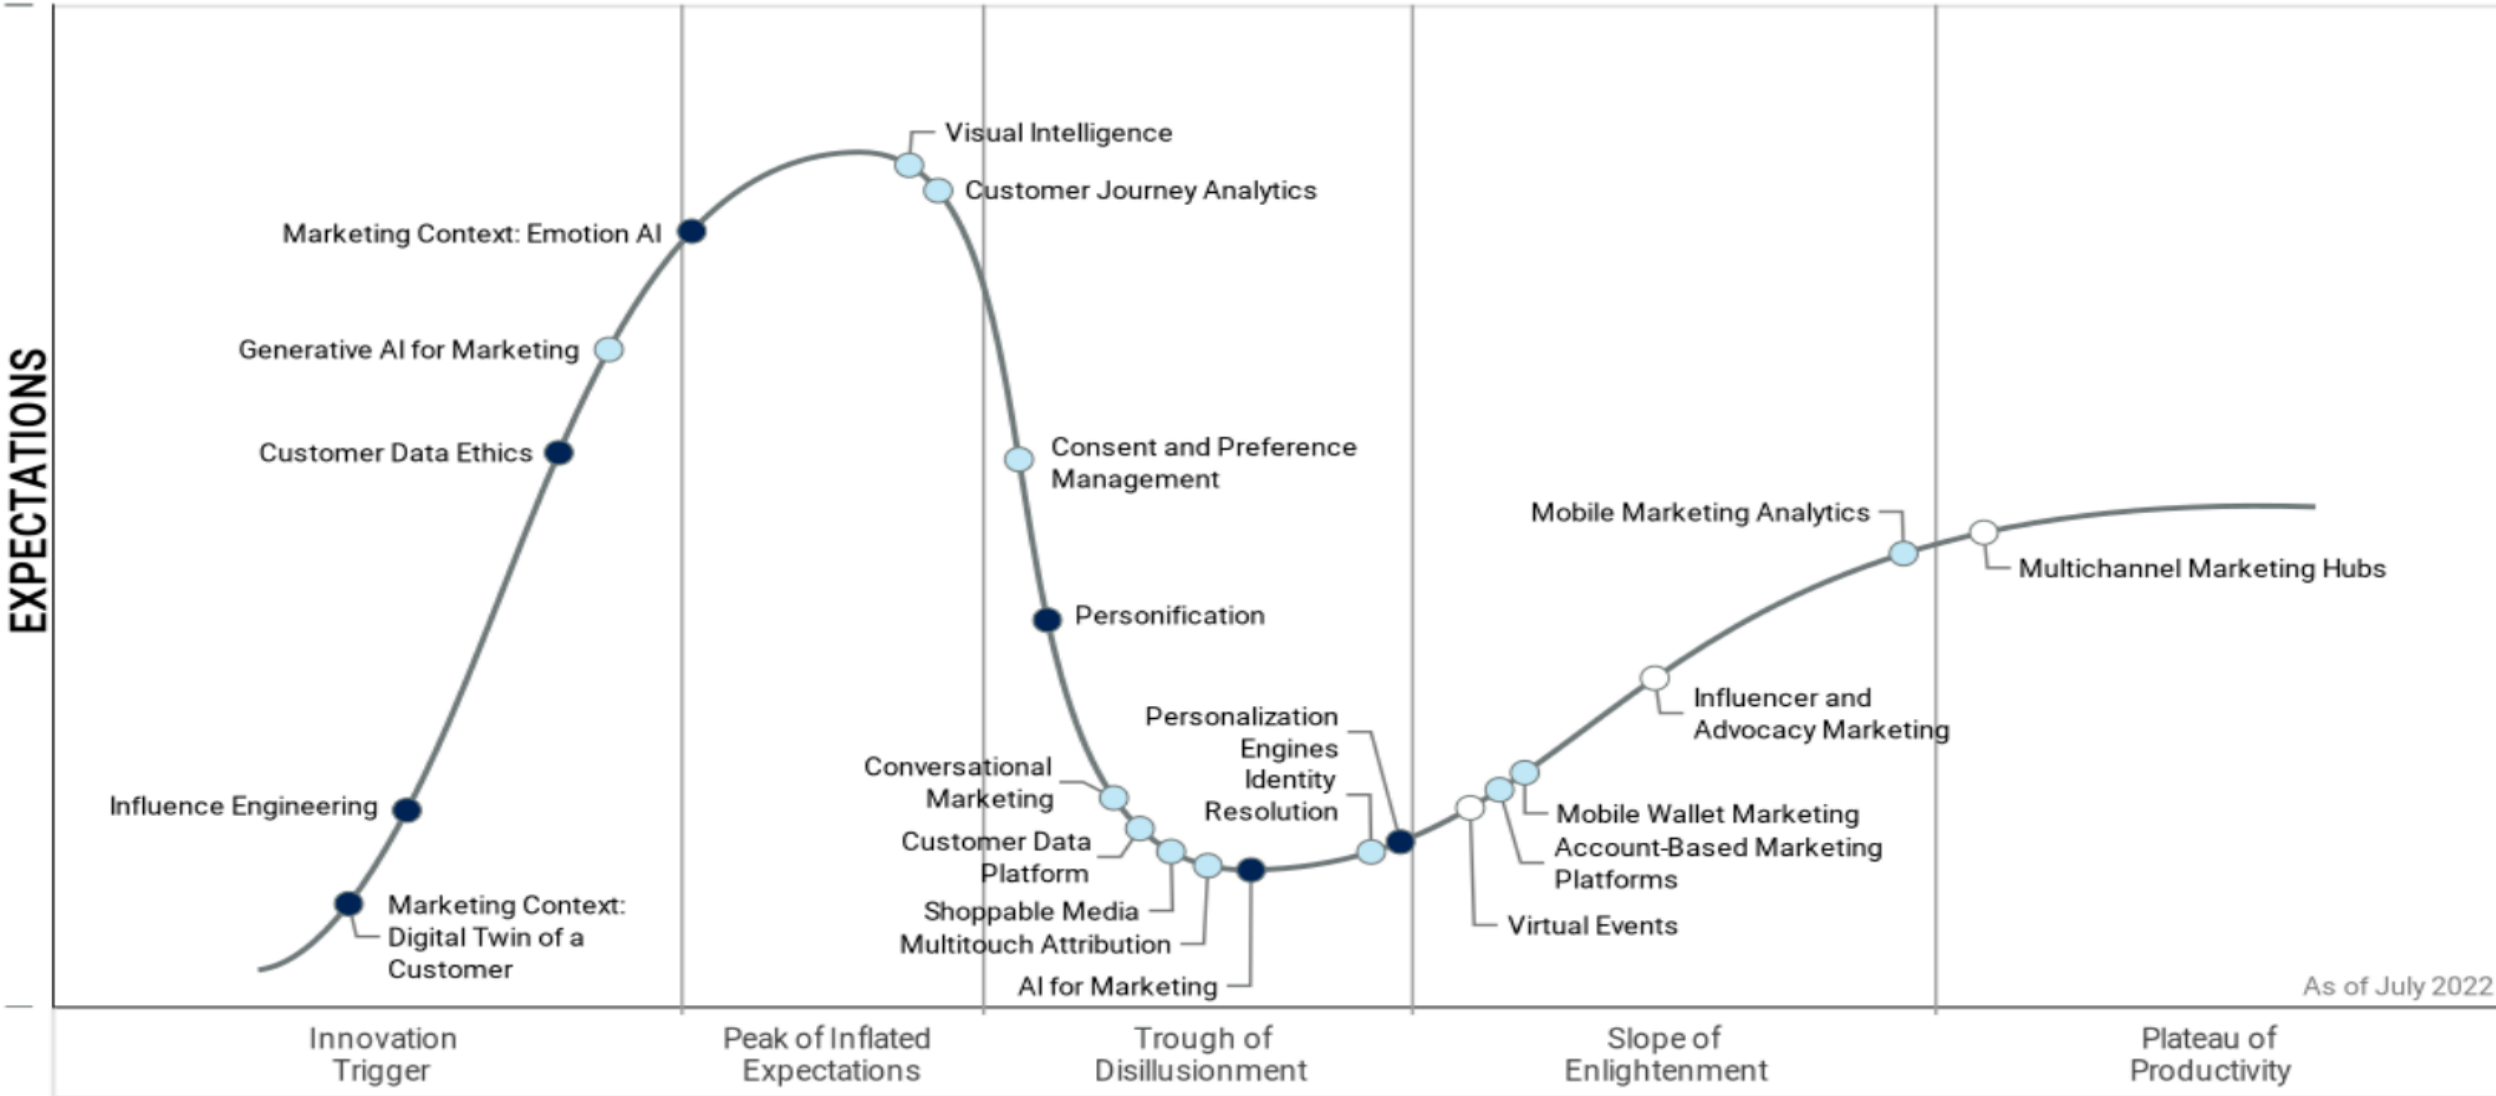 EXPECTATIONS
Visual Intelligence
Customer Journey Analytics
Marketing Context: Emotion AI
Generative AI for Marketing
Customer Data Ethics
Consent and Preference
Management
Mobile Marketing Analytics
Multichannel Marketing Hubs
Personification
Influencer and
Advocacy Marketing
Personalization
Engines
Identity
Resolution
Conversational
Marketing
Influence Engineering
Mobile Wallet Marketing
Customer Data
Platform
Account-Based Marketing
Platforms
Marketing Context:
Digital Twin of a
Customer
Shoppable Media
Multitouch Attribution
Virtual Events
AI for Marketing
As of July 2022
Innovation
Trigger
Peak of Inflated
Expectations
Trough of
Disillusionment
Slope of
Enlightenment
Plateau of
Productivity